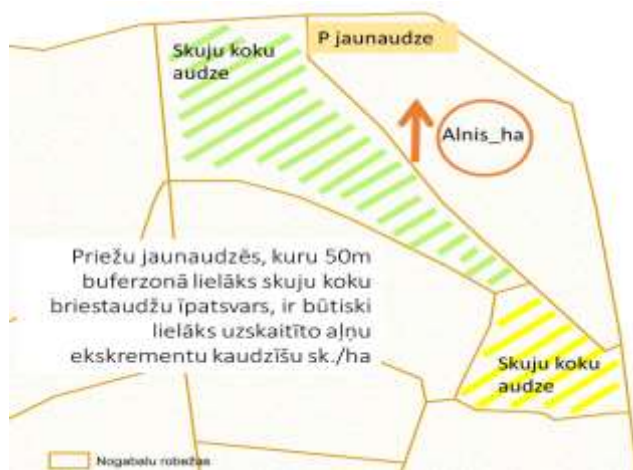 Skuju koku
audze
P jaunaudze
Alnis_ha
Priežu jaunaudzēs, kuru 50m
buferzonā lielāks skuju koku
briestaudžu īpatsvars, ir būtiski
lielāks uzskaitīto aļņu
ekskrementu kaudzīšu sk./ha
Skuju koku
audze
Nogabalu robežas